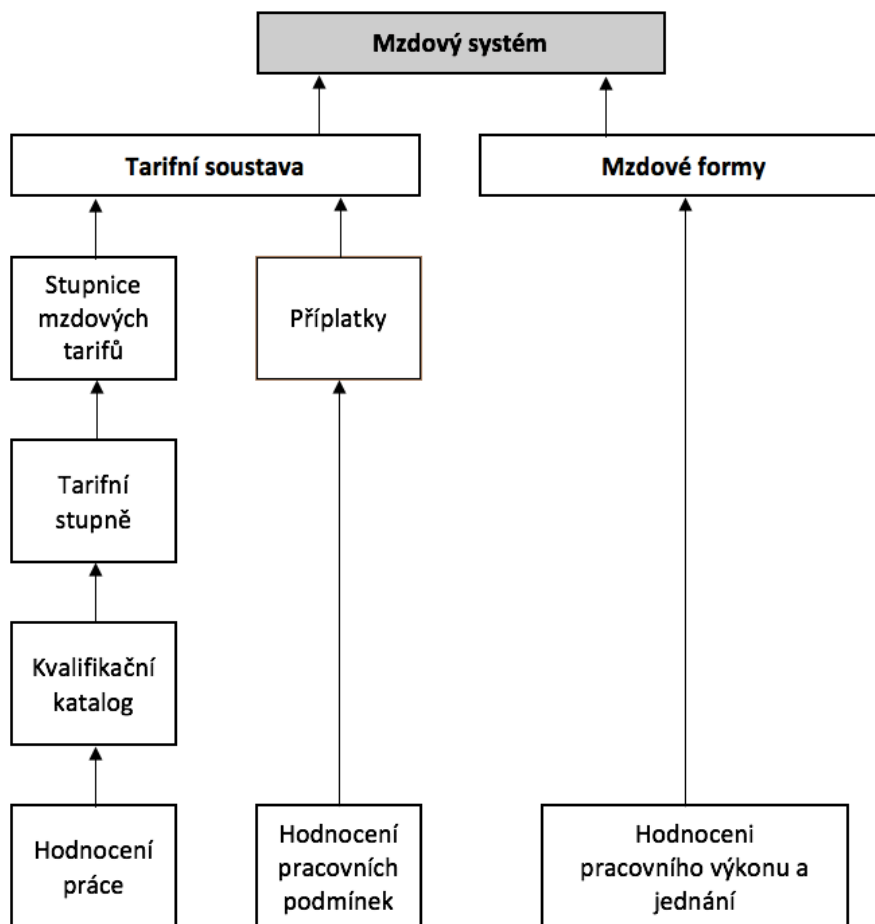 Mzdový systém
Tarifní soustava
Mzdové formy
Stupnice
mzdových
tarifů
Příplatky
Tarifní
stupně
Kvalifikační
katalog
Hodnocení
práce
Hodnocení
pracovních
podmínek
Hodnoceni
pracovního výkonu a
jednání